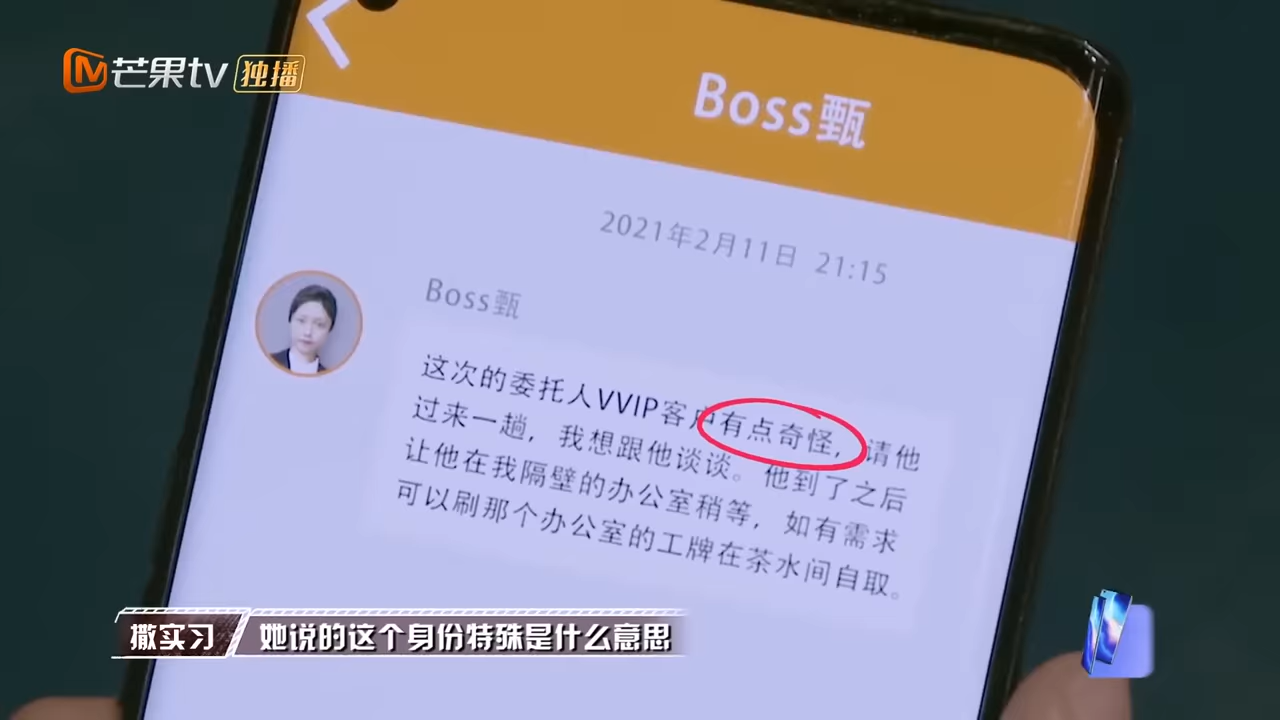 芒果tv 独播
Boss甄
2021年2月11日 21:15
Boss甄
这次的委托人VVIP客户有点奇怪，请他
过来一趟，我想跟他谈谈。他到了之后
让他在我隔壁的办公室稍等，如有需求
可以刷那个办公室的工牌在茶水间自取。
撒实习 她说的这个身份特殊是什么意思